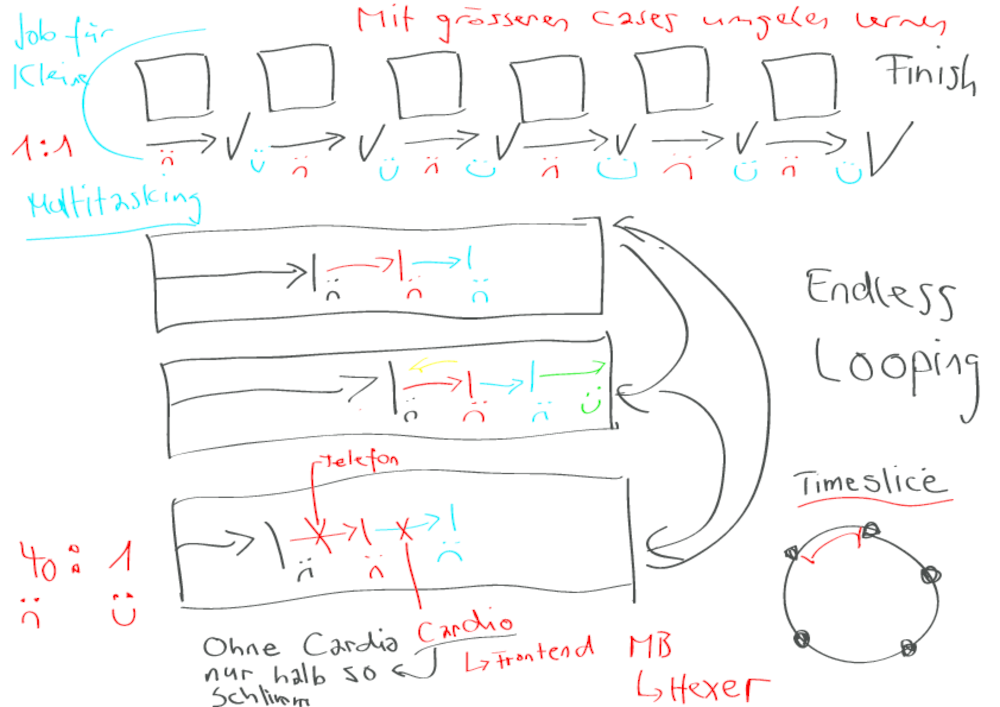 Mit grösseren cases umgehen lernen
Job für
Kleine
Finish
1:1
Multitasking
Endless
Looping
Telefon
Timeslice
40:1
Ohne Cardio
nur halb so
schlimm
Cardio
↳ Frontend
MB
↳ Hexer